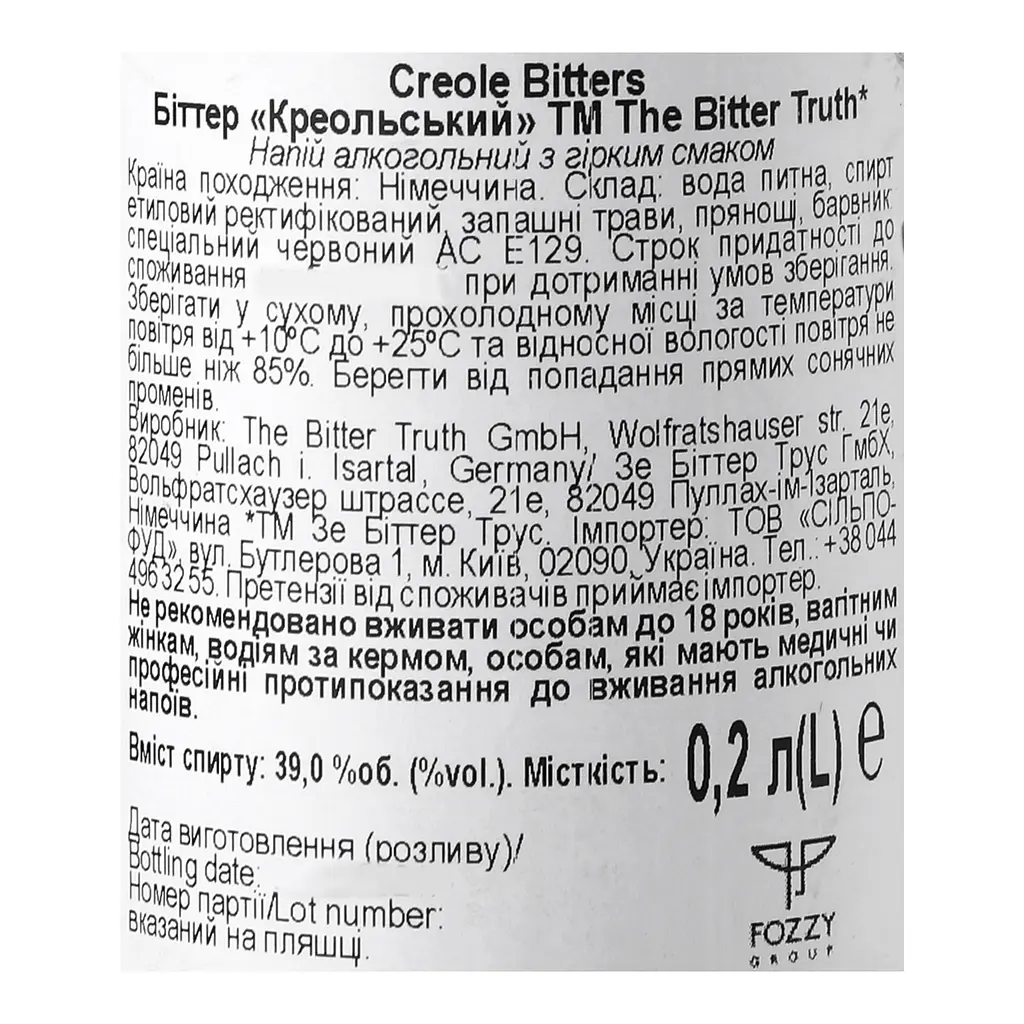 Creole Bitters
Біттер «Креольський» ТМ The Bitter Truth*
Напій алкогольний з гірким смаком
Країна походження: Німеччина. Склад: вода питна, спирт
етиловий ректифікований, запашні трави, прянощі, барвник
спеціальний червоний АС Е129. Строк придатності до
споживання при дотриманні умов зберігання.
Зберігати у сухому, прохолодному місці за температури
повітря від +10ºС до +25ºС та відносної вологості повітря не
більше ніж 85%. Берегти від попадання прямих сонячних
променів.
Виробник: The Bitter Truth GmbH, Wolfratshauser str. 21e,
82049 Pullach i. Isartal, Germany/ Зе Біттер Трус ГмбХ,
Вольфратсхаузер штрассе, 21е, 82049 Пуллах-ім-Ізарталь,
Німеччина *ТМ Зе Біттер Трус. Імпортер: ТОВ «СІЛЬПО-
ФУД», вул. Бутлерова 1, м. Київ, 02090, Україна. Тел.: +38 044
496 32 55. Претензії від споживачів приймає імпортер.
Не рекомендовано вживати особам до 18 років, вагітним
жінкам, водіям за кермом, особам, які мають медичні чи
професійні протипоказання до вживання алкогольних
напоїв.
Вміст спирту: 39,0 %об. (%vol.). Місткість: 0,2 л(L) e
Дата виготовлення (розливу)/
Bottling date:
Номер партії/Lot number:
вказаний на пляшці.
FOZZY
GROUP